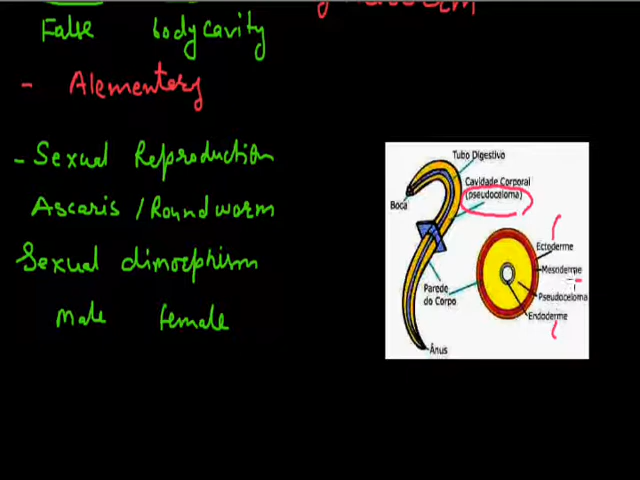 False bodycavity
- Alementory
- Sexual Reproduction
Ascaris / Roundworm
Sexual dimorphism
Male female
Tubo Digestivo
Cavidade Corporal
(pseudoceloma)
Boca
Ectoderme
Mesoderme
Parede
do Corpo
Pseudoceloma
Endoderme
Ânus